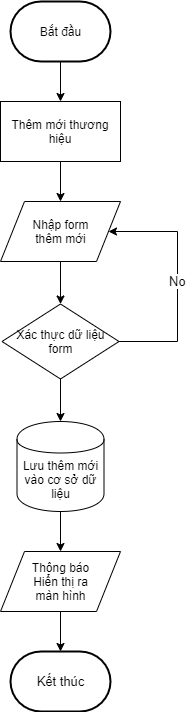 Bắt đầu
Thêm mới thương
hiệu
Nhập form
thêm mới
No
Xác thực dữ liệu
form
Lưu thêm mới
vào cơ sở dữ
liệu
Thông báo
Hiển thị ra
màn hình
Kết thúc